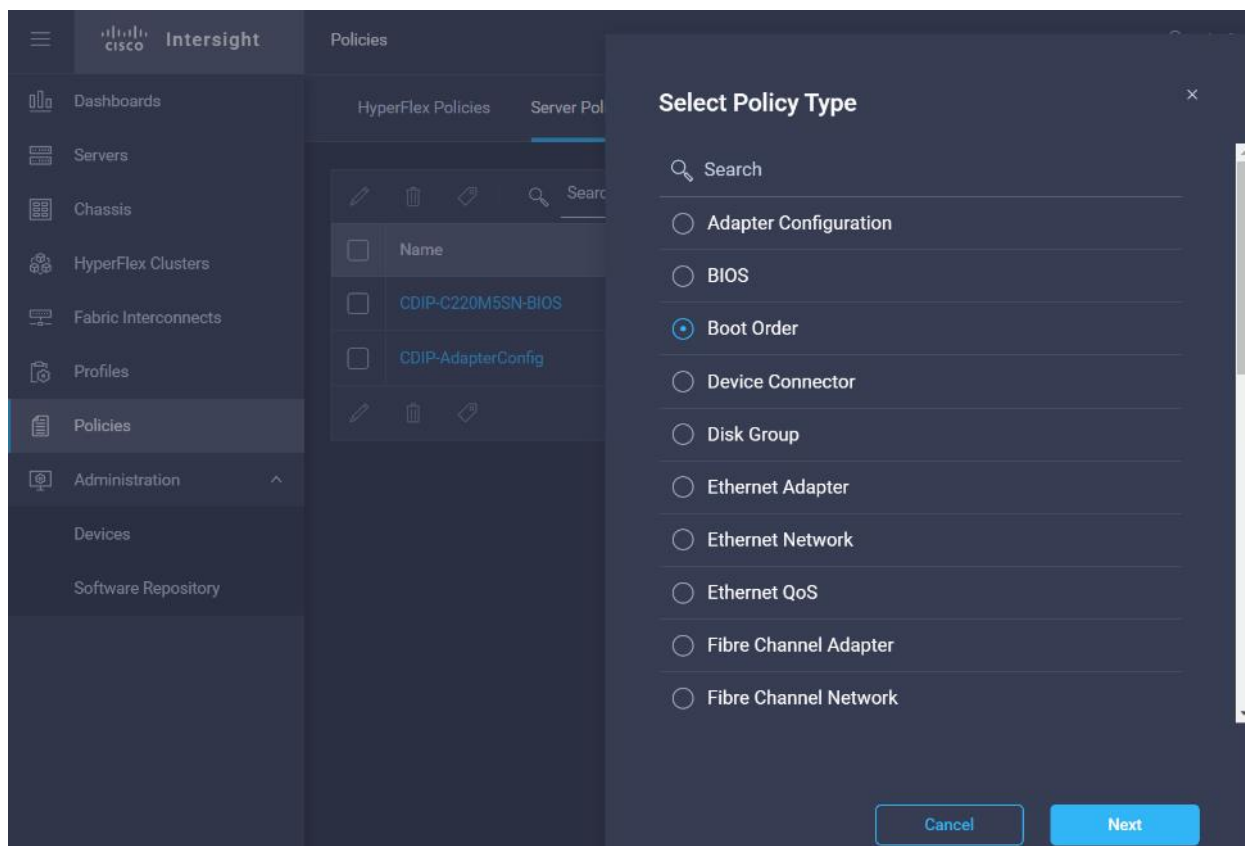 CISCO Intersight
Policies
Dashboards
Servers
Chassis
HyperFlex Clusters
Fabric Interconnects
Profiles
Policies
Administration
Devices
Software Repository
HyperFlex Policies Server Pol
Searc
Name
CDIP-C220M5SN-BIOS
CDIP-AdapterConfig
Select Policy Type
Search
Adapter Configuration
BIOS
Boot Order
Device Connector
Disk Group
Ethernet Adapter
Ethernet Network
Ethernet QoS
Fibre Channel Adapter
Fibre Channel Network
Cancel Next